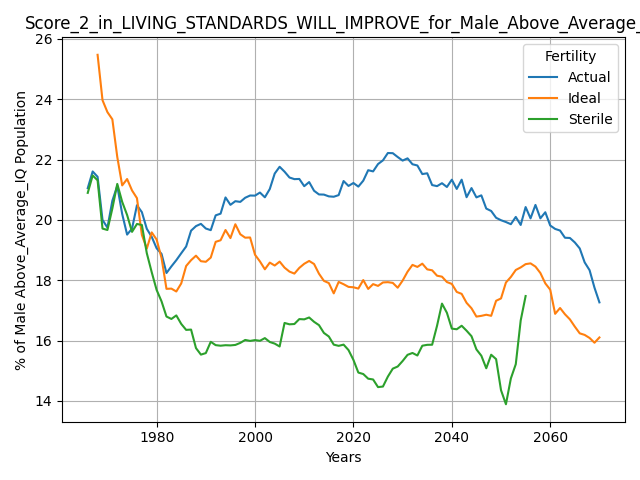 Score_2_in_LIVING_STANDARDS_WILL_IMPROVE_for_Male_Above_Average_
26
24
22
20
18
16
14
% of Male Above_Average_IQ Population
Fertility
Actual
Ideal
Sterile
1980
2000
2020
2040
2060
Years